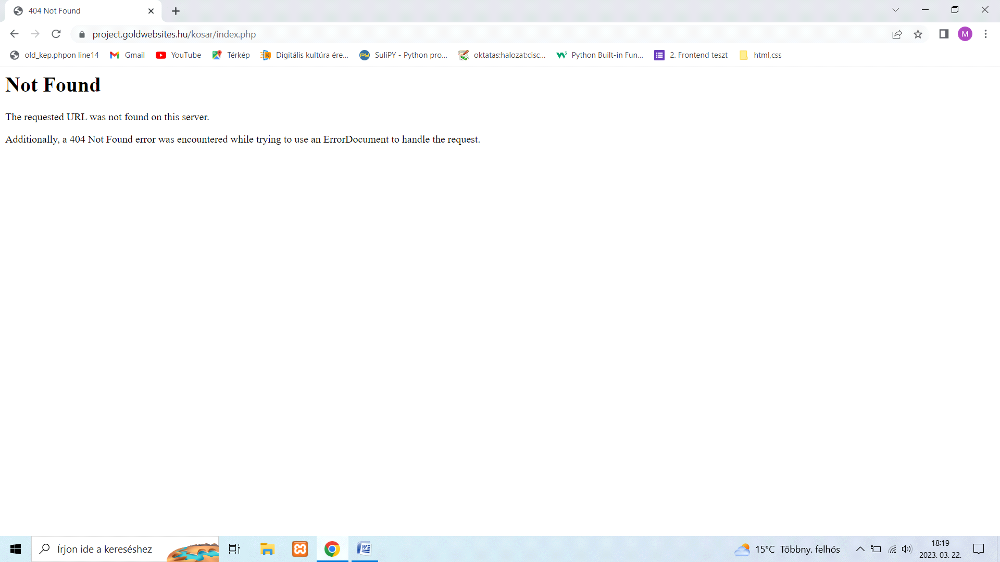 404 Not Found
project.goldwebsites.hu/kosar/index.php
M
old_kep.phpon line14 Gmail YouTube Térkép Digitális kultúra ére... SuliPY - Python pro... oktatas:halozat:cisc... Python Built-in Fun... 2. Frontend teszt html,css
Not Found
The requested URL was not found on this server.
Additionally, a 404 Not Found error was encountered while trying to use an ErrorDocument to handle the request.
Írjon ide a kereséshez
15°C Többny. felhős
18:19
2023. 03. 22.